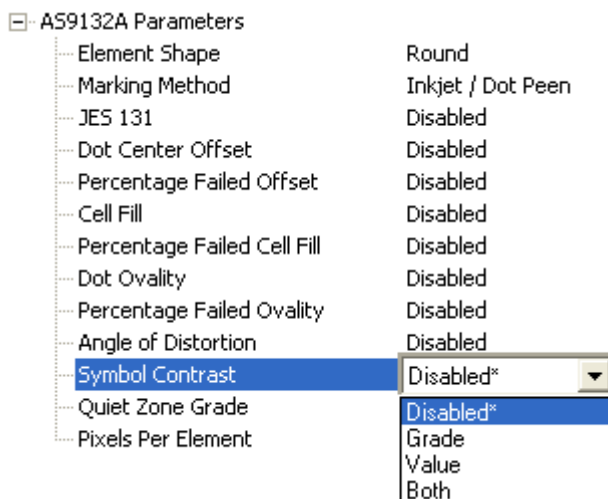 AS9132A Parameters
Element Shape Round
Marking Method Inkjet / Dot Peen
JES 131 Disabled
Dot Center Offset Disabled
Percentage Failed Offset Disabled
Cell Fill Disabled
Percentage Failed Cell Fill Disabled
Dot Ovality Disabled
Percentage Failed Ovality Disabled
Angle of Distortion Disabled
Symbol Contrast Disabled*
Quiet Zone Grade Disabled*
Pixels Per Element Grade
Value
Both